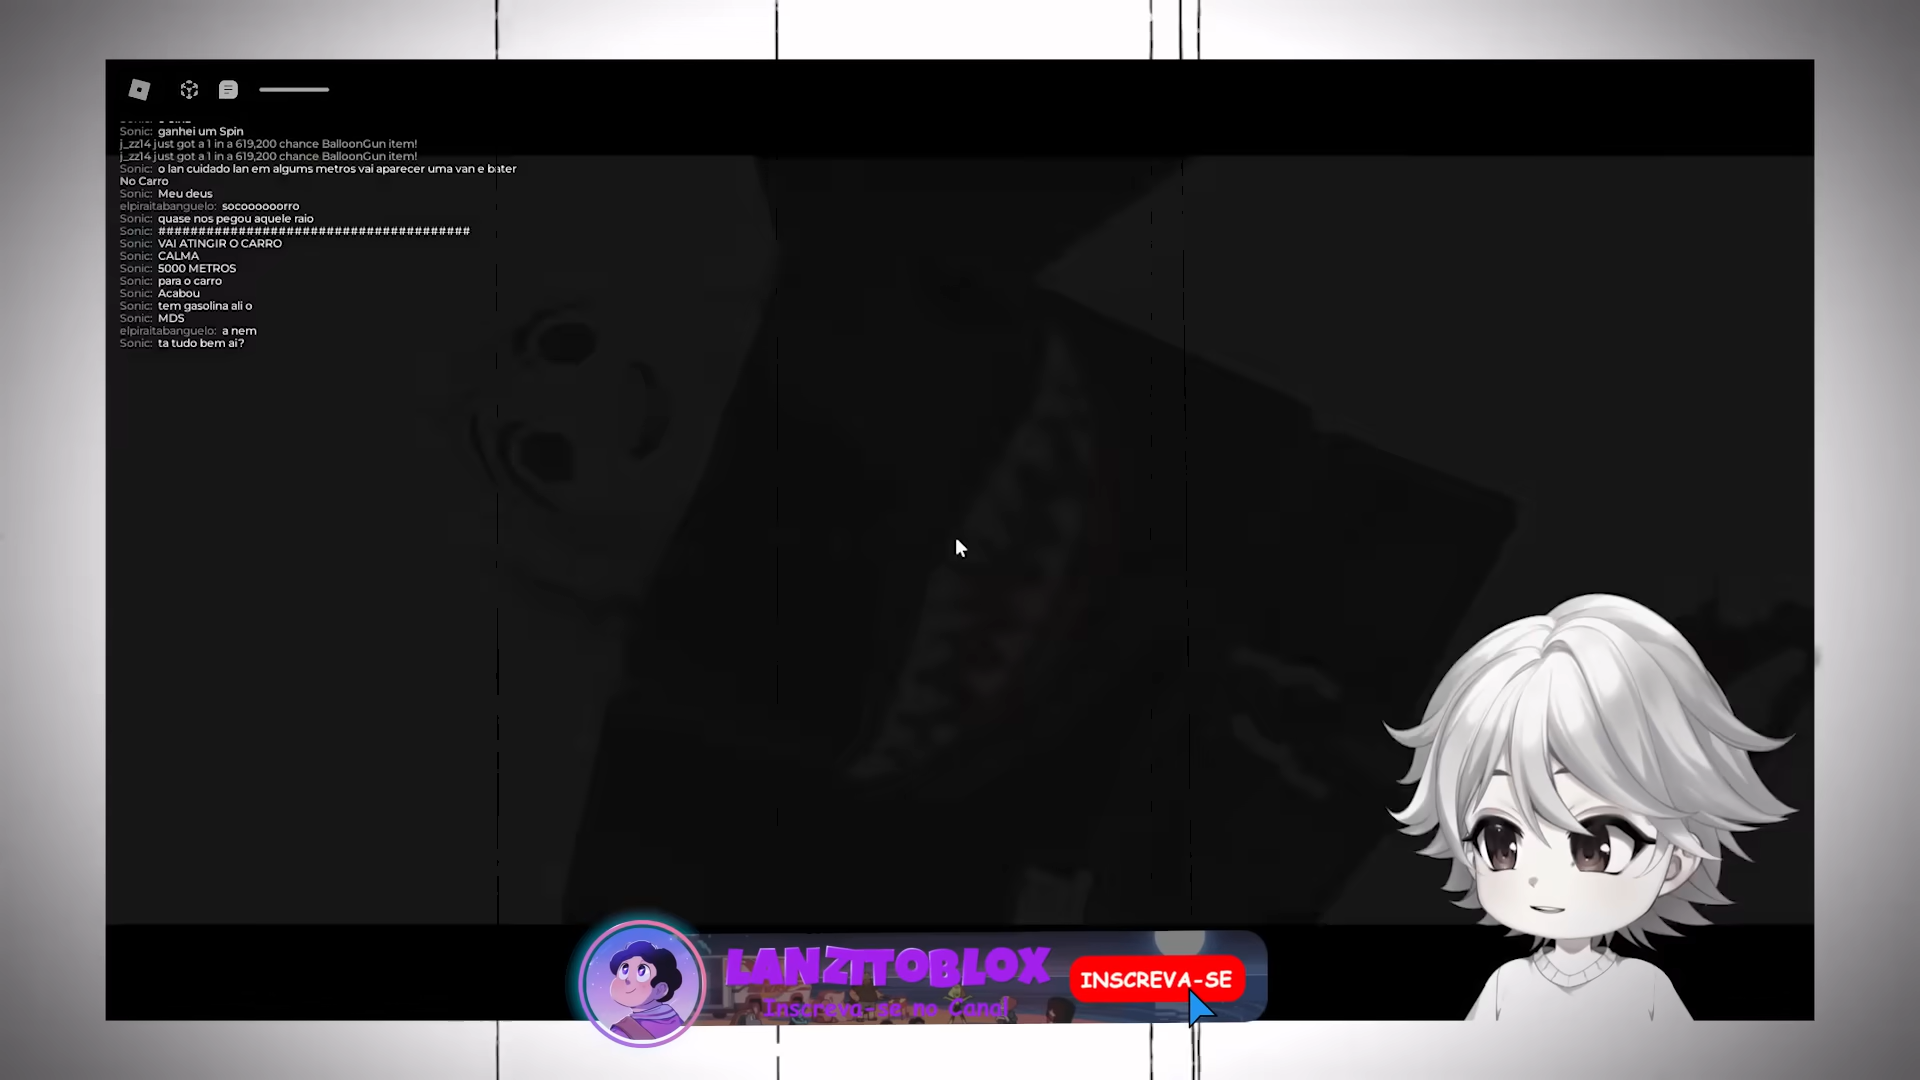 Sonic: ganhei um Spin
j_zz14 just got a 1 in a 619,200 chance BalloonGun item!
j_zz14 just got a 1 in a 619,200 chance BalloonGun item!
Sonic: o lan cuidado lan em algums metros vai aparecer uma van e bater
No Carro
Sonic: Meu deus
elpiraitabanguelo: socoooooorro
Sonic: quase nos pegou aquele raio
Sonic: #######################################
Sonic: VAI ATINGIR O CARRO
Sonic: CALMA
Sonic: 5000 METROS
Sonic: para o carro
Sonic: Acabou
Sonic: tem gasolina ali o
Sonic: MDS
elpiraitabanguelo: a nem
Sonic: ta tudo bem ai?
LANZITOBLOX
Inscreva-se no Canal
INSCREVA-SE